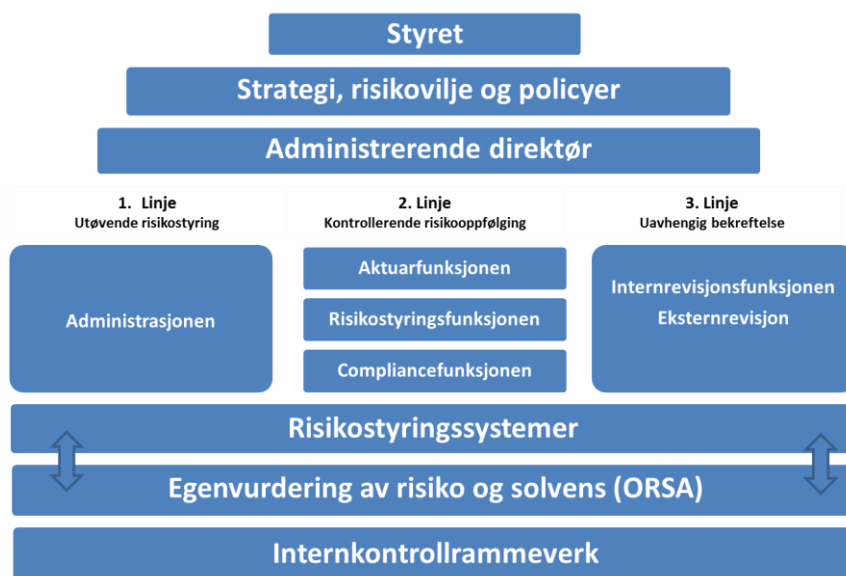 Styret
Strategi, risikovilje og policyer
Administrerende direktør
1. Linje
Utøvende risikostyring
2. Linje
Kontrollerende risikooppfølging
3. Linje
Uavhengig bekreftelse
Administrasjonen
Aktuarfunksjonen
Risikostyringsfunksjonen
Compliancefunksjonen
Internrevisjonsfunksjonen
Eksternrevisjon
Risikostyringssystemer
Egenvurdering av risiko og solvens (ORSA)
Internkontrollrammeverk